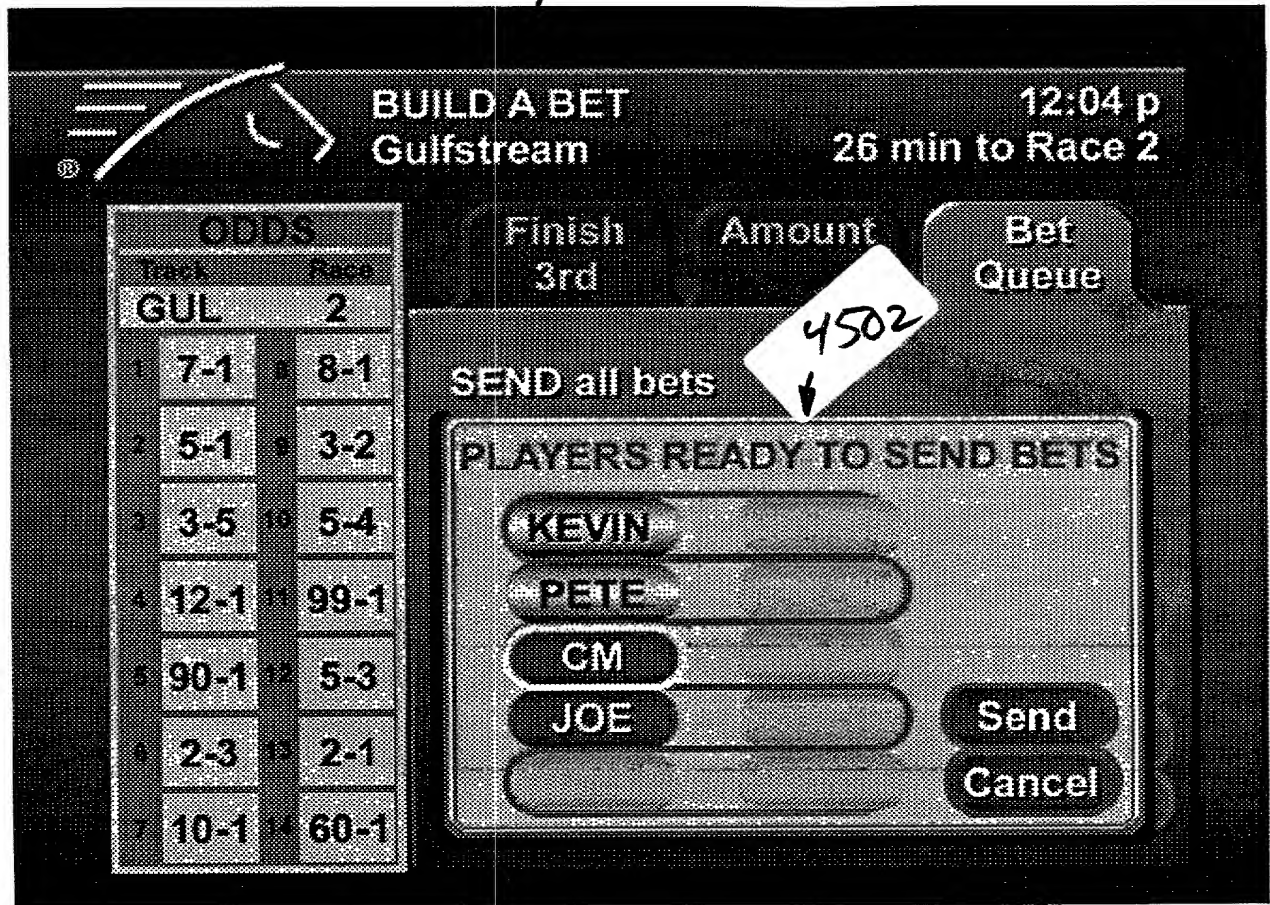 BUILD A BET
Gulfstream
12:04 p
26 min to Race 2
®
ODDS
Track Race
GUL 2
1 7-1 8 8-1
2 5-1 9 3-2
3 3-5 10 5-4
4 12-1 11 99-1
5 90-1 12 5-3
6 2-3 13 2-1
7 10-1 14 60-1
Finish
3rd
Amount
Bet
Queue
4502
SEND all bets
PLAYERS READY TO SEND BETS
KEVIN
PETE
CM
JOE
Send
Cancel